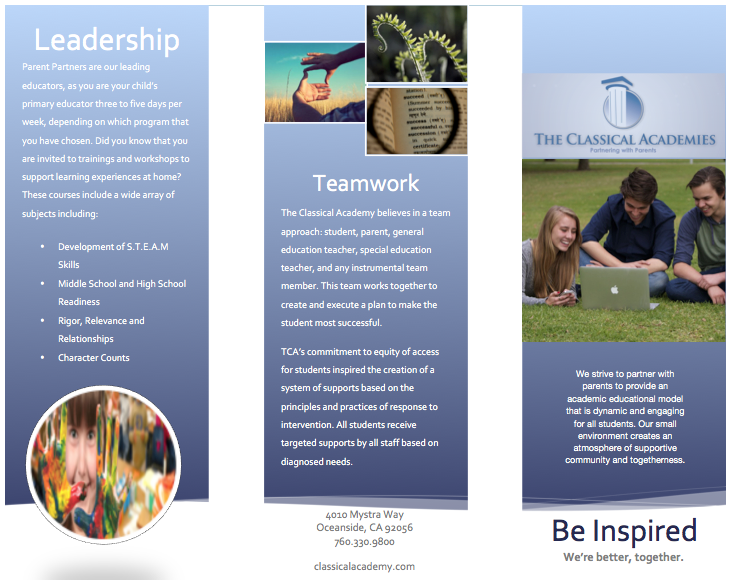 Leadership
Parent Partners are our leading
educators, as you are your child's
primary educator three to five days per
week, depending on which program that
you have chosen. Did you know that you
are invited to trainings and workshops to
support learning experiences at home?
These courses include a wide array of
subjects including:
• Development of S.T.E.A.M
Skills
• Middle School and High School
Readiness
• Rigor, Relevance and
Relationships
• Character Counts
succeed
successful
succession
certificate
Teamwork
The Classical Academy believes in a team
approach: student, parent, general
education teacher, special education
teacher, and any instrumental team
member. This team works together to
create and execute a plan to make the
student most successful.
TCA's commitment to equity of access
for students inspired the creation of a
system of supports based on the
principles and practices of response to
intervention. All students receive
targeted supports by all staff based on
diagnosed needs.
4010 Mystra Way
Oceanside, CA 92056
760.330.9800
classicalacademy.com
THE CLASSICAL ACADEMIES
Partnering with Parents
We strive to partner with
parents to provide an
academic educational model
that is dynamic and engaging
for all students. Our small
environment creates an
atmosphere of supportive
community and togetherness.
Be Inspired
We're better, together.